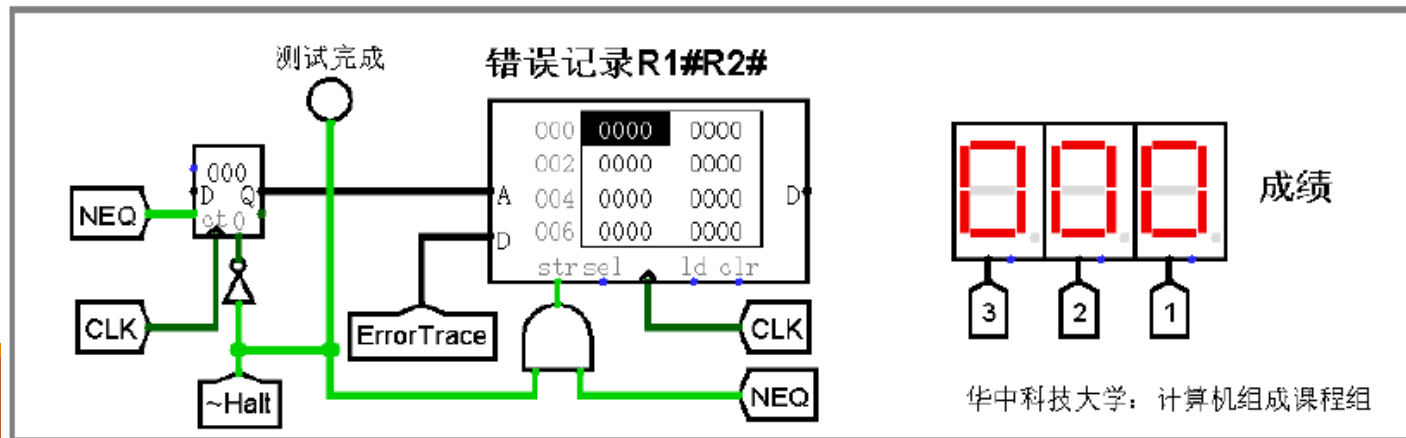 测试完成
错误记录R1#R2#
000
D Q
ct 0
NEQ
CLK
~Halt
A
D
D
000 0000 0000
002 0000 0000
004 0000 0000
006 0000 0000
str sel ld clr
ErrorTrace
CLK
NEQ
000
成绩
3 2 1
华中科技大学：计算机组成课程组